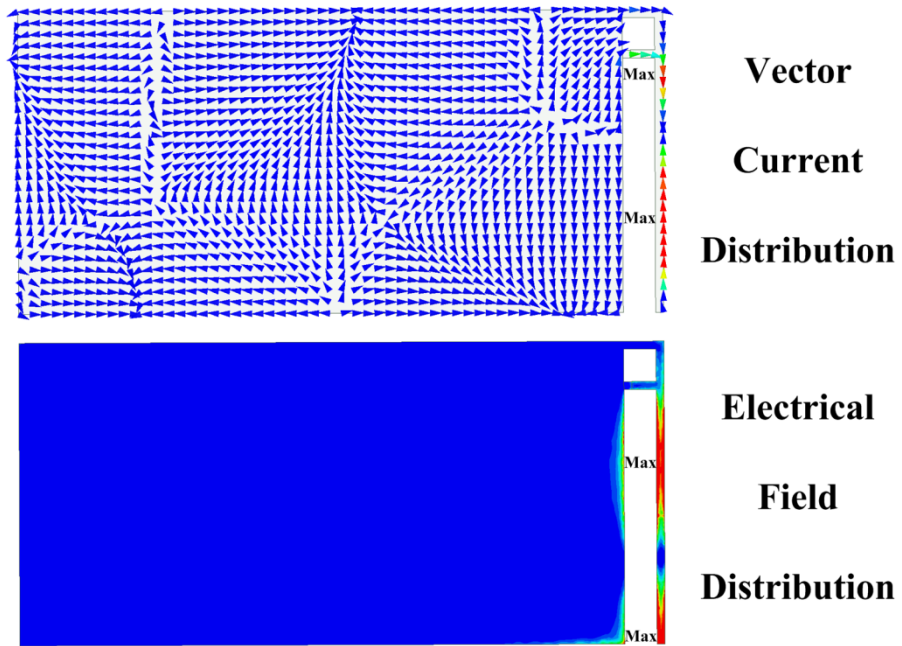 Max
Vector
Current
Max
Distribution
Electrical
Max
Field
Distribution
Max